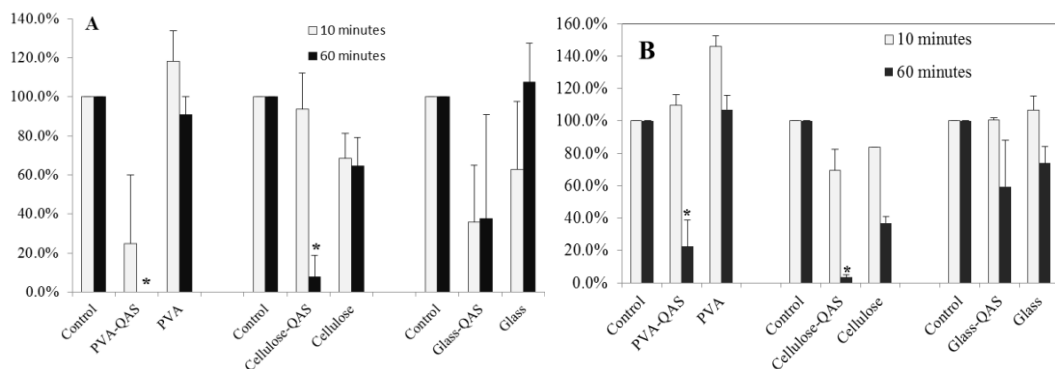 A
140.0%
120.0%
100.0%
80.0%
60.0%
40.0%
20.0%
0.0%
10 minutes
60 minutes
*
*
Control
PVA-QAS
PVA
Control
Cellulose-QAS
Cellulose
Control
Glass-QAS
Glass
B
160.0%
140.0%
120.0%
100.0%
80.0%
60.0%
40.0%
20.0%
0.0%
10 minutes
60 minutes
*
*
Control
PVA-QAS
PVA
Control
Cellulose-QAS
Cellulose
Control
Glass-QAS
Glass